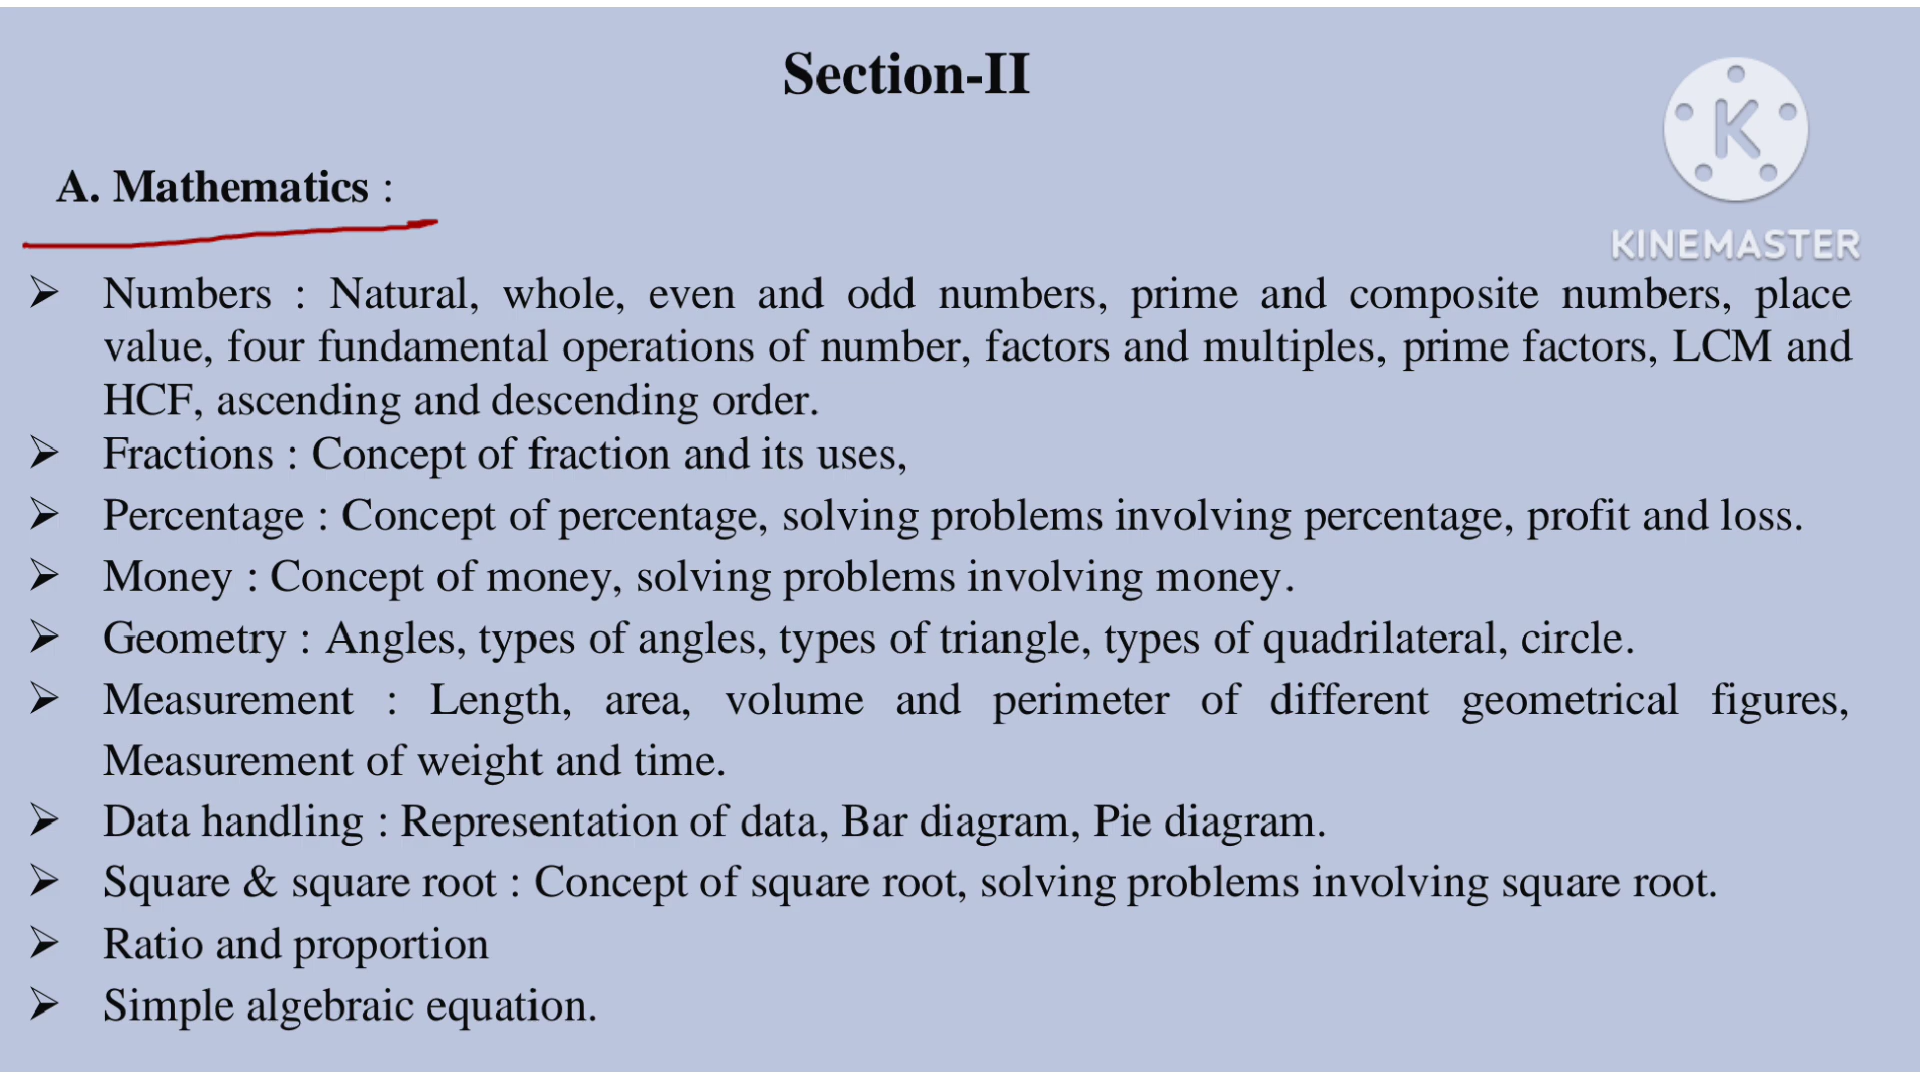 Section-II
A. Mathematics :
KINEMASTER
➢ Numbers : Natural, whole, even and odd numbers, prime and composite numbers, place
value, four fundamental operations of number, factors and multiples, prime factors, LCM and
HCF, ascending and descending order.
➢ Fractions : Concept of fraction and its uses,
➢ Percentage : Concept of percentage, solving problems involving percentage, profit and loss.
➢ Money : Concept of money, solving problems involving money.
➢ Geometry : Angles, types of angles, types of triangle, types of quadrilateral, circle.
➢ Measurement : Length, area, volume and perimeter of different geometrical figures,
Measurement of weight and time.
➢ Data handling : Representation of data, Bar diagram, Pie diagram.
➢ Square & square root : Concept of square root, solving problems involving square root.
➢ Ratio and proportion
➢ Simple algebraic equation.